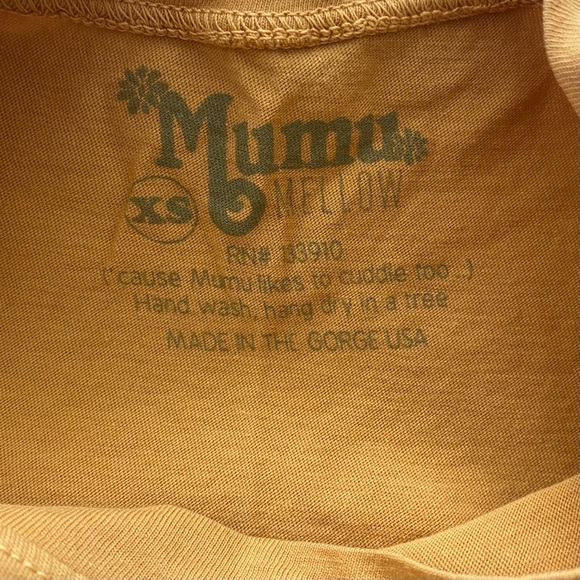 Mumu
XS MELLOW
RN# 133910
('cause Mumu likes to cuddle too ..)
Hand wash, hang dry in a tree
MADE IN THE GORGE USA